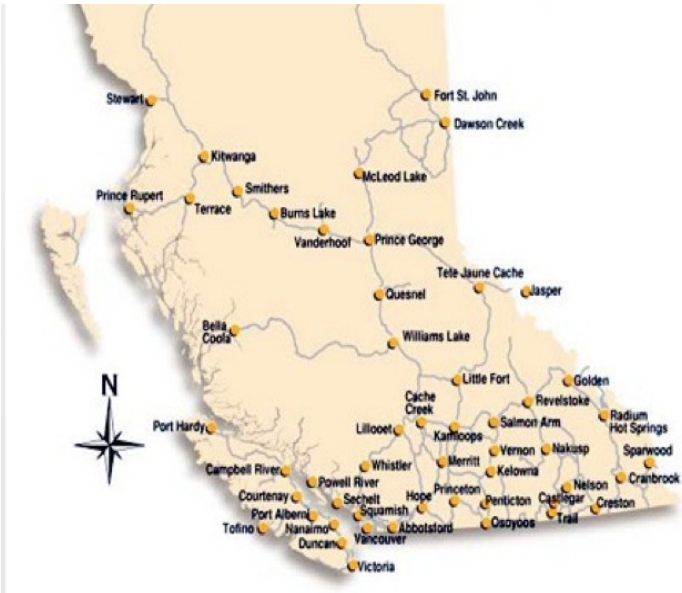 Fort St. John
Stewart
Dawson Creek
Kitwanga
McLeod Lake
Smithers
Prince Rupert
Terrace
Burns Lake
Vanderhoof
Prince George
Tete Jaune Cache
Jasper
Quesnel
Bella
Coola
Williams Lake
N
Little Fort
Golden
Cache
Creek
Revelstoke
Radium
Hot Springs
Port Hardy
Lillooet
Kamloops
Salmon Arm
Vernon
Nakusp
Sparwood
Campbell River
Whistler
Merritt
Kelowna
Cranbrook
Powell River
Courtenay
Sechelt
Hope
Princeton
Penticton
Nelson
Castlegar
Creston
Port Alberni
Squamish
Trail
Tofino
Nanaimo
Vancouver
Abbotsford
Osoyoos
Duncan
Victoria